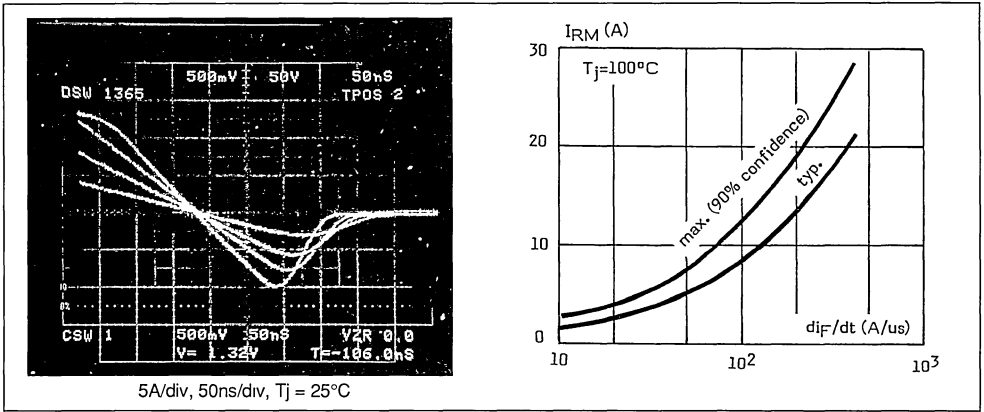 500mV 50V 50nS
DSW 1365 TPOS 2
CSW 1 500mV 50nS VZR 0.0
V= 1.32V T=-106.0nS
5A/div, 50ns/dıv, Tj = 25°C
IRM (A)
30
Tj=100°C
20
max. (90% confidence)
typ.
10
0
diF/dt (A/us)
10 10² 10³